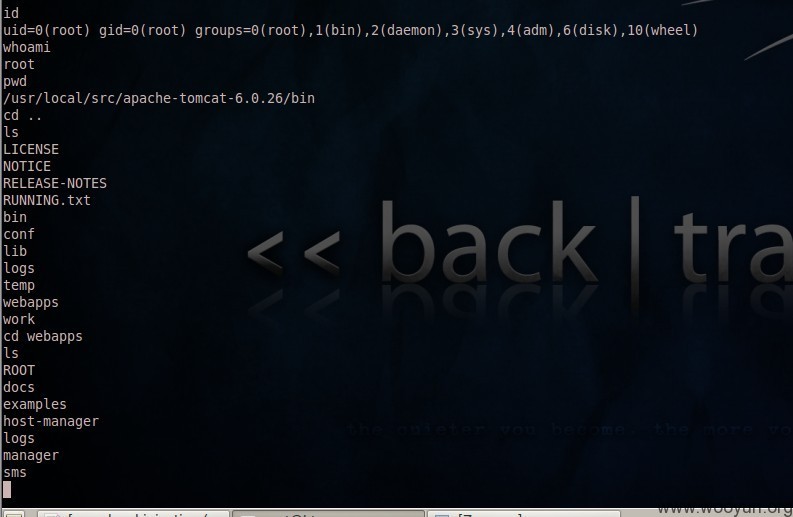 id
uid=0(root) gid=0(root) groups=0(root),1(bin),2(daemon),3(sys),4(adm),6(disk),10(wheel)
whoami
root
pwd
/usr/local/src/apache-tomcat-6.0.26/bin
cd ..
ls
LICENSE
NOTICE
RELEASE-NOTES
RUNNING.txt
bin
conf
lib
logs
temp
webapps
work
cd webapps
ls
ROOT
docs
examples
host-manager
logs
manager
sms
<< back | tra
the quieter you become, the more yo
www.wooyun.org